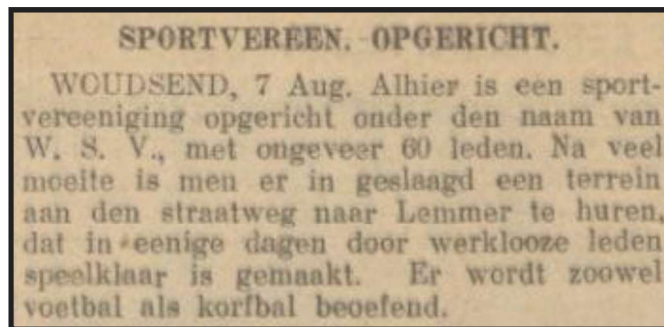 SPORTVEREEN. OPGERICHT.
WOUDSEND, 7 Aug. Alhier is een sport-
vereeniging opgericht onder den naam van
W. S. V., met ongeveer 60 leden. Na veel
moeite is men er in geslaagd een terrein
aan den straatweg naar Lemmer te huren,
dat in eenige dagen door werklooze leden
speelklaar is gemaakt. Er wordt zoowel
voetbal als korfbal beoefend.